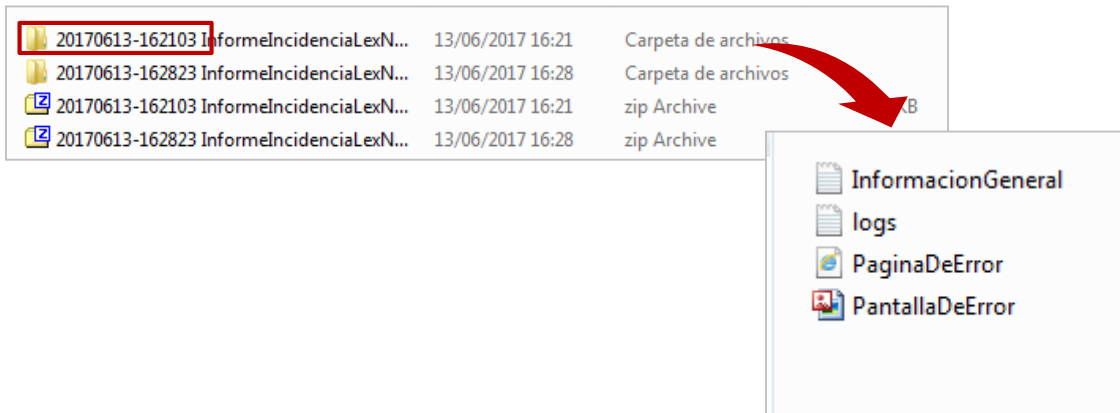 20170613-162103 InformeIncidenciaLexN... 13/06/2017 16:21 Carpeta de archivos
20170613-162823 InformeIncidenciaLexN... 13/06/2017 16:28 Carpeta de archivos
20170613-162103 InformeIncidenciaLexN... 13/06/2017 16:21 zip Archive KB
20170613-162823 InformeIncidenciaLexN... 13/06/2017 16:28 zip Archive
InformacionGeneral
logs
PaginaDeError
PantallaDeError